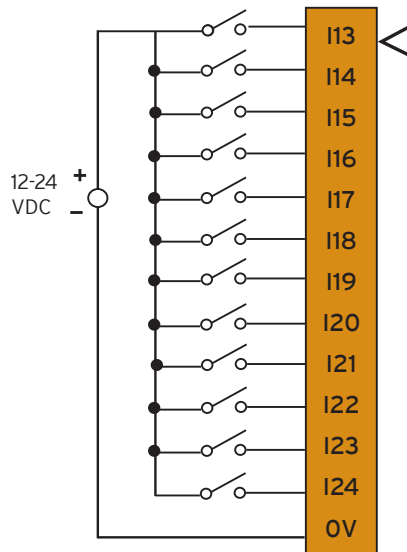 I13
I14
I15
I16
12-24
+
I17
VDC
–
I18
I19
I20
I21
I22
I23
I24
0V